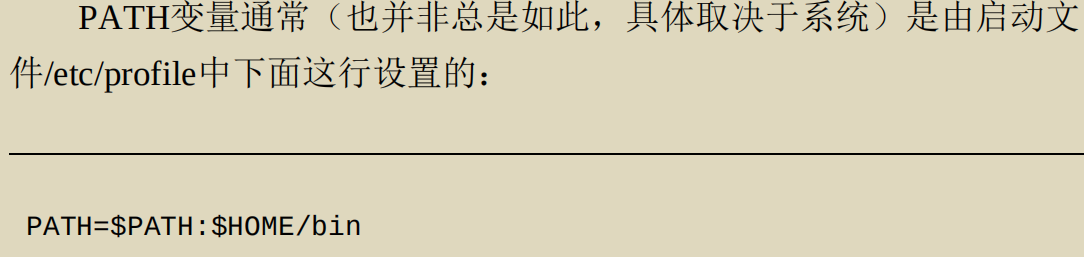 PATH变量通常（也并非总是如此，具体取决于系统）是由启动文
件/etc/profile中下面这行设置的：
PATH=$PATH:$HOME/bin